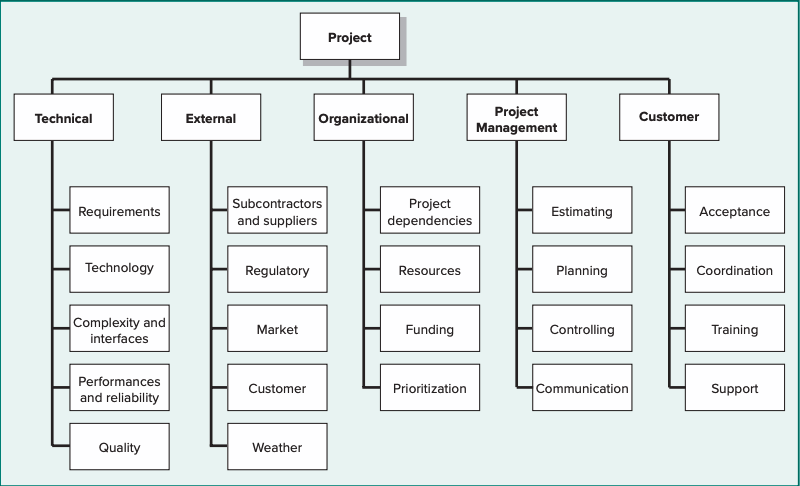 Project
Technical
External
Organizational
Project
Management
Customer
Requirements
Technology
Complexity and
interfaces
Performances
and reliability
Quality
Subcontractors
and suppliers
Regulatory
Market
Customer
Weather
Project
dependencies
Resources
Funding
Prioritization
Estimating
Planning
Controlling
Communication
Acceptance
Coordination
Training
Support